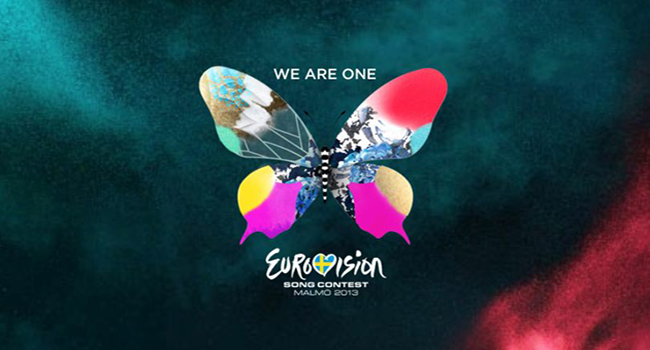 WE ARE ONE
EUROVISION
SONG CONTEST
MALMÖ 2013